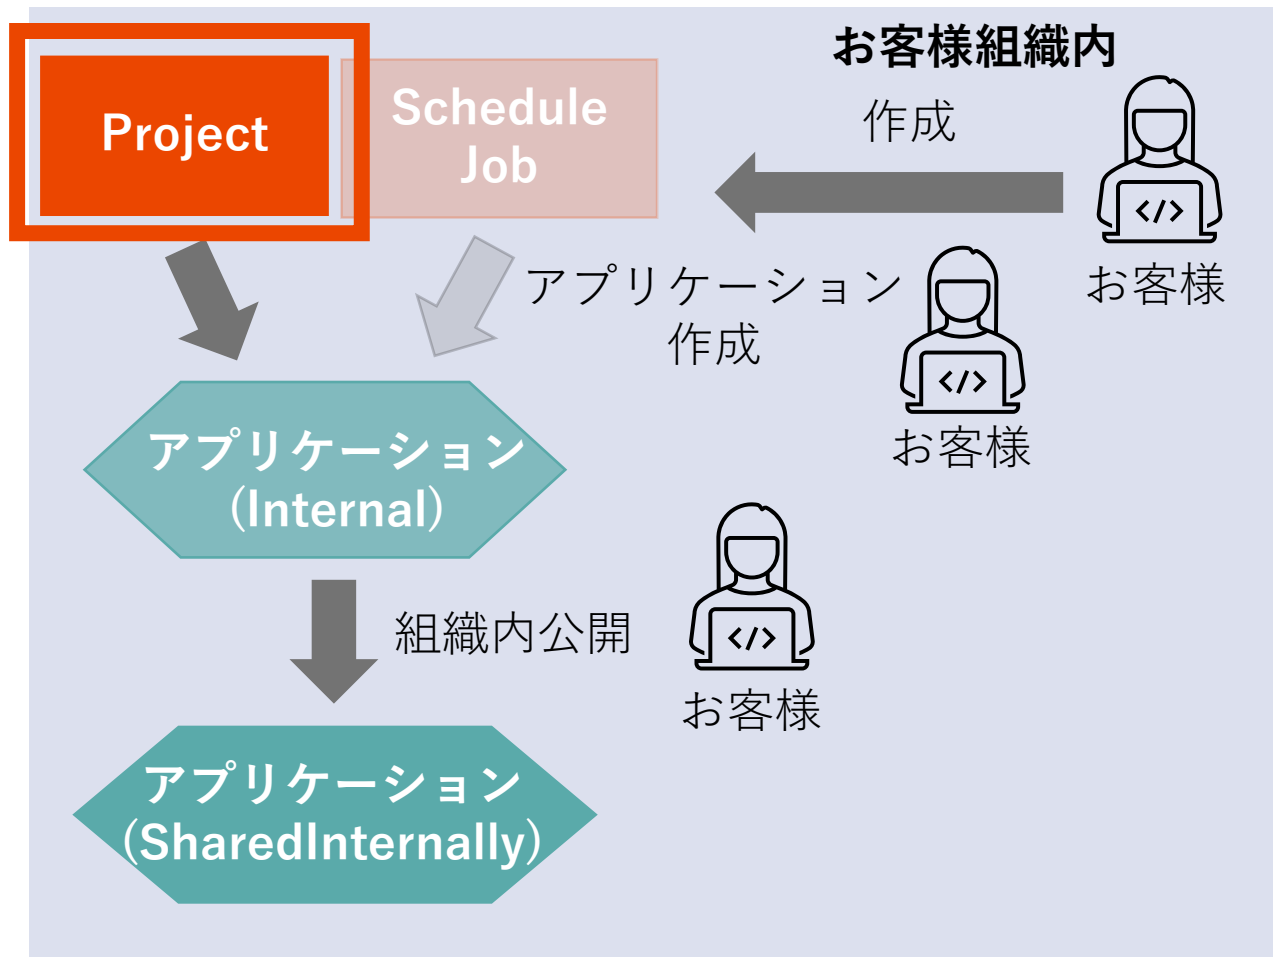 お客様組織内
Project
Schedule
Job
作成
お客様
アプリケーション
作成
お客様
アプリケーション
(Internal)
組織内公開
お客様
アプリケーション
(SharedInternally)